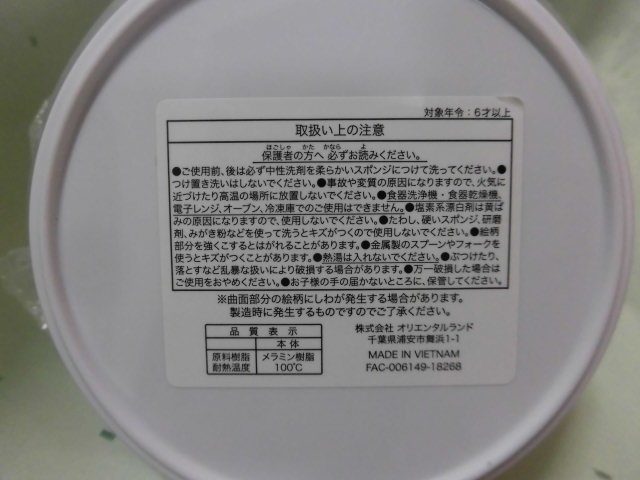 対象年令：6才以上
取扱い上の注意
ほごしゃ かた かなら よ
保護者の方へ 必ずお読みください。
●ご使用前、後は必ず中性洗剤を柔らかいスポンジにつけて洗ってください。●
つけ置き洗いはしないでください。●事故や変質の原因になりますので、火気に
近づけたり高温の場所に放置しないでください。●食器洗浄機・食器乾燥機、
電子レンジ、オーブン、冷凍庫でのご使用はできません。●塩素系漂白剤は黄ば
みの原因になりますので、使用しないでください。●たわし、硬いスポンジ、研磨
剤、みがき粉などを使って洗うとキズがつくので使用しないでください。●絵柄
部分を強くこするとはがれることがあります。●金属製のスプーンやフォークを
使うとキズがつくことがあります。●熱湯は入れないでください。●ぶつけたり、
落とすなど乱暴な扱いにより破損する場合があります。●万一破損した場合は
ご使用をおやめください。●お子様の手の届かないところに、保管してください。
※曲面部分の絵柄にしわが発生する場合があります。
製造時に発生するものですのでご了承ください。
品質表示
本体
原料樹脂 メラミン樹脂
耐熱温度 100℃
株式会社 オリエンタルランド
千葉県浦安市舞浜1-1
MADE IN VIETNAM
FAC-006149-18268